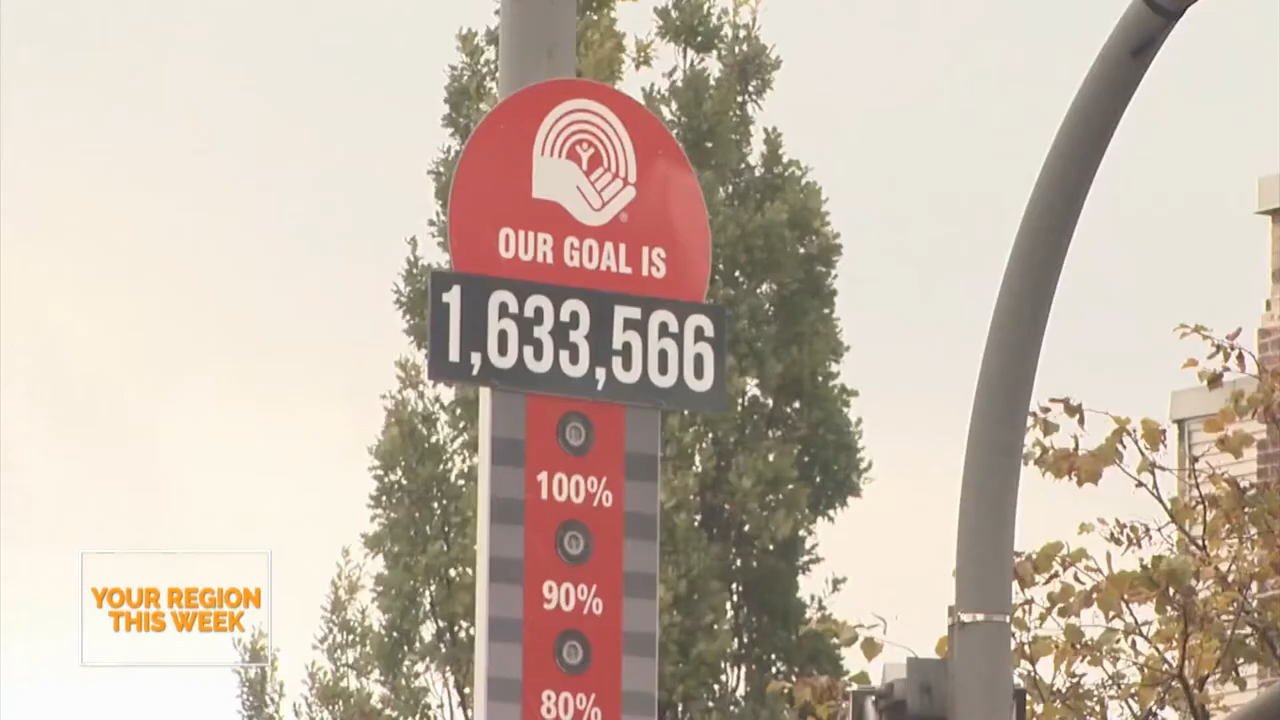 OUR GOAL IS
1,633,566
100%
90%
80%
YOUR REGION
THIS WEEK